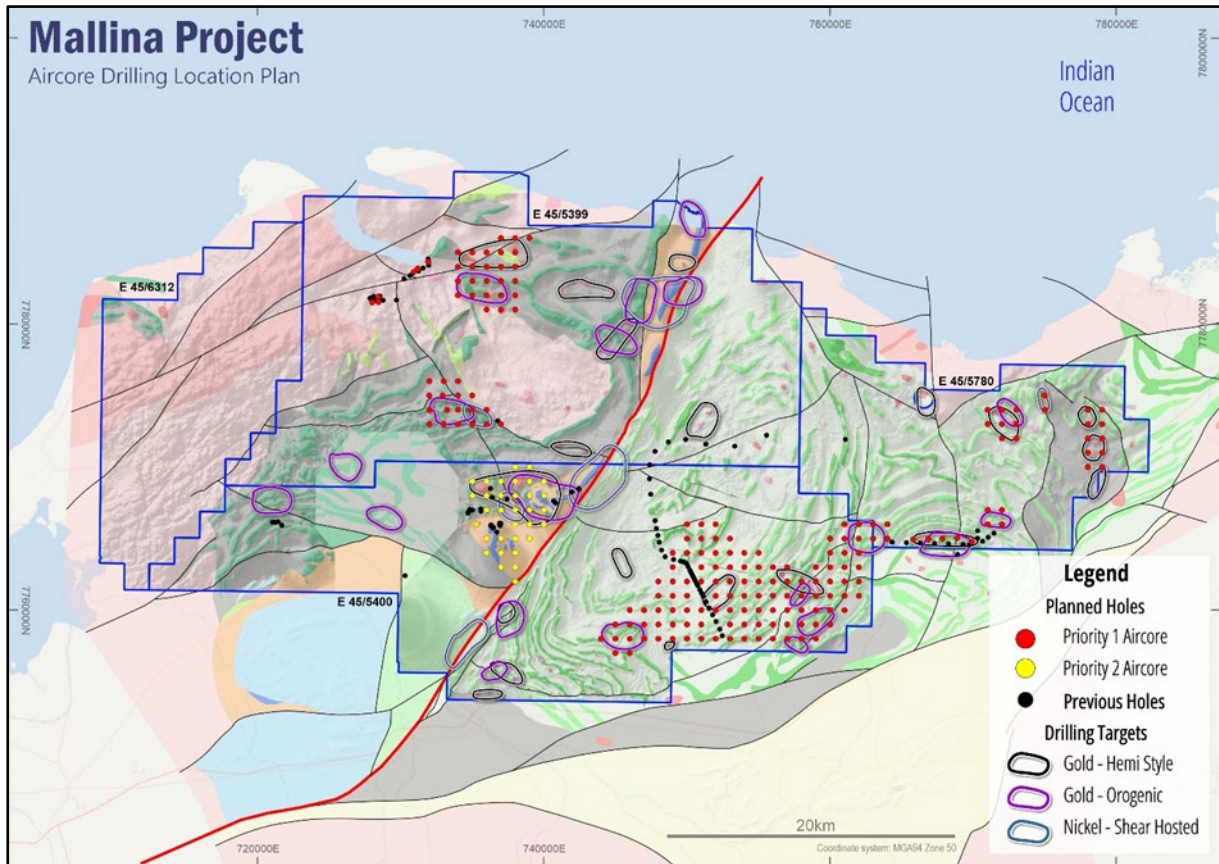 740000E
760000E
780000E
7800000N
Mallina Project
Aircore Drilling Location Plan
Indian
Ocean
E 45/5399
E 45/6312
7780000N
7780000N
E 45/5780
E 45/5400
7760000N
Legend
Planned Holes
Priority 1 Aircore
Priority 2 Aircore
Previous Holes
Drilling Targets
Gold - Hemi Style
Gold - Orogenic
Nickel - Shear Hosted
20km
Coordinate system: MGA94 Zone 50
720000E
740000E
760000E